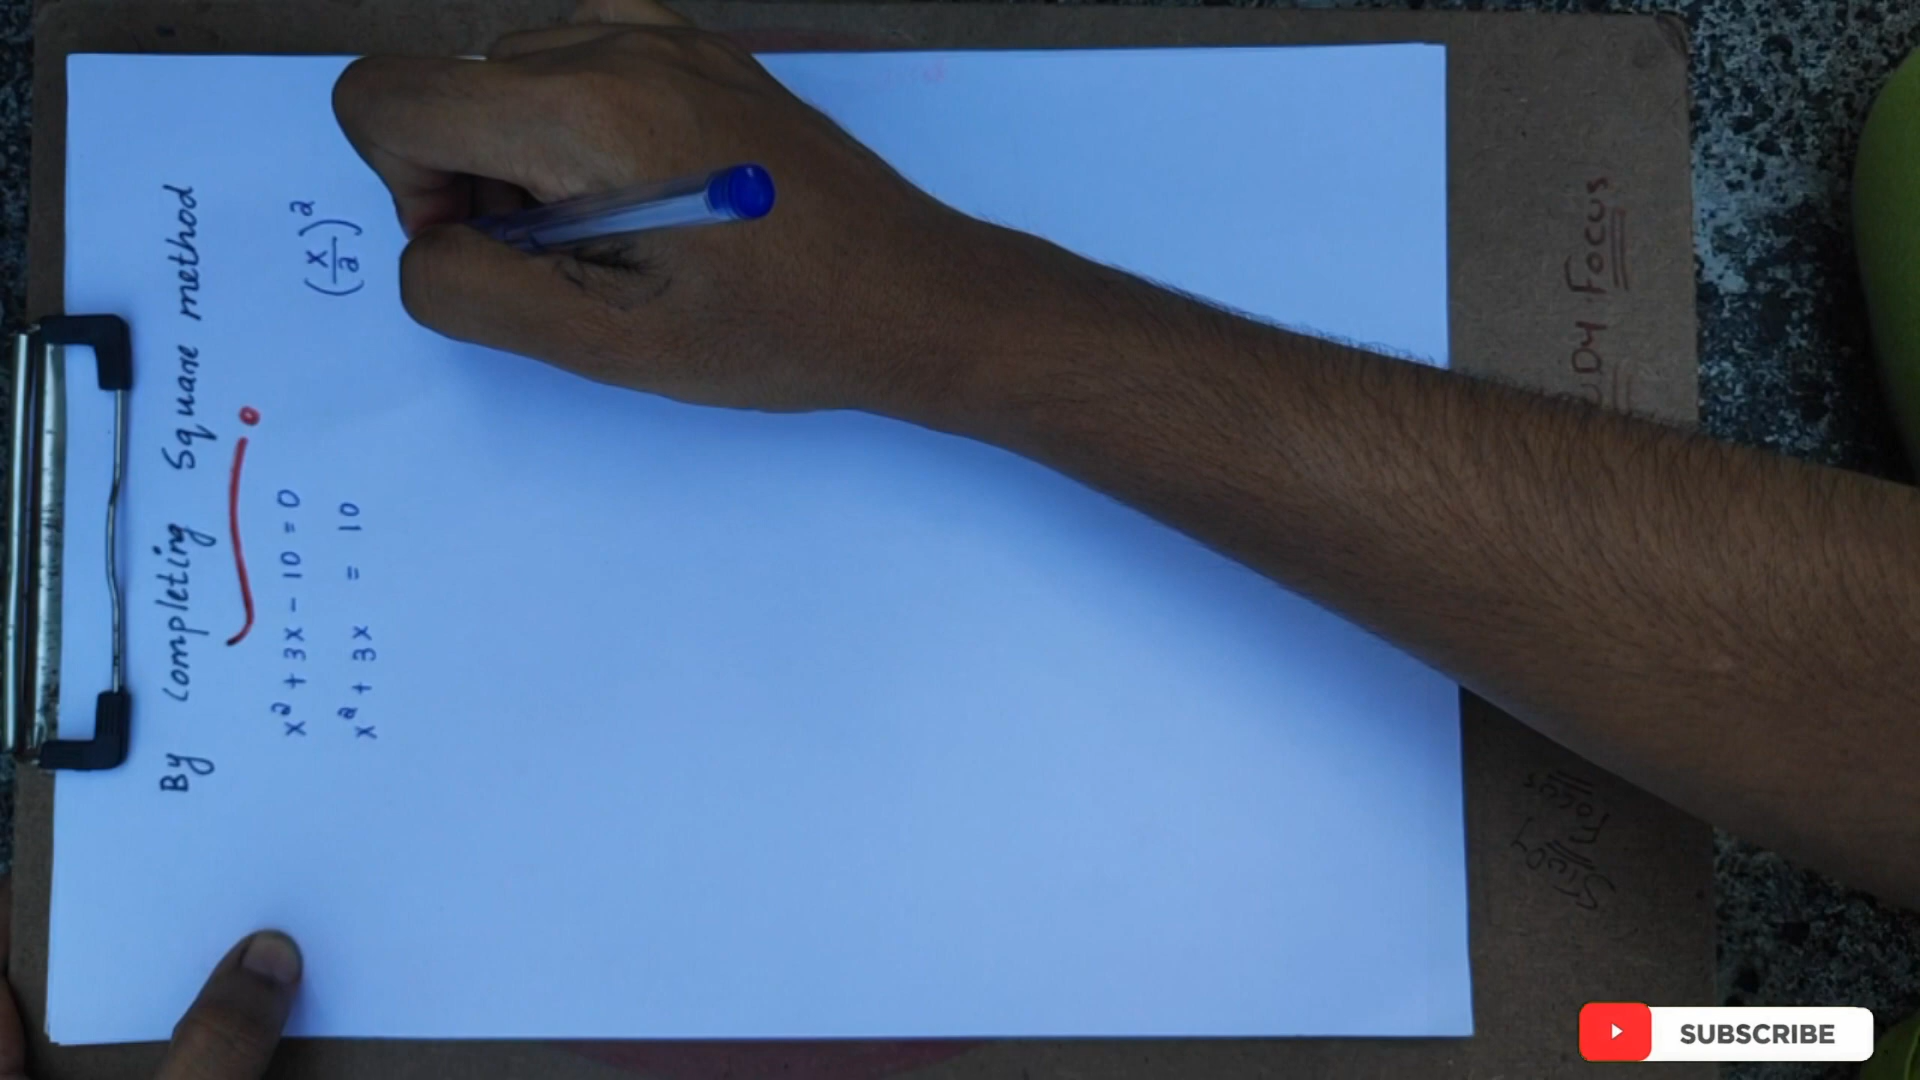 By Completing Square method
x² + 3x - 10 = 0
x² + 3x = 10
(x/2)²
Focus
SUBSCRIBE